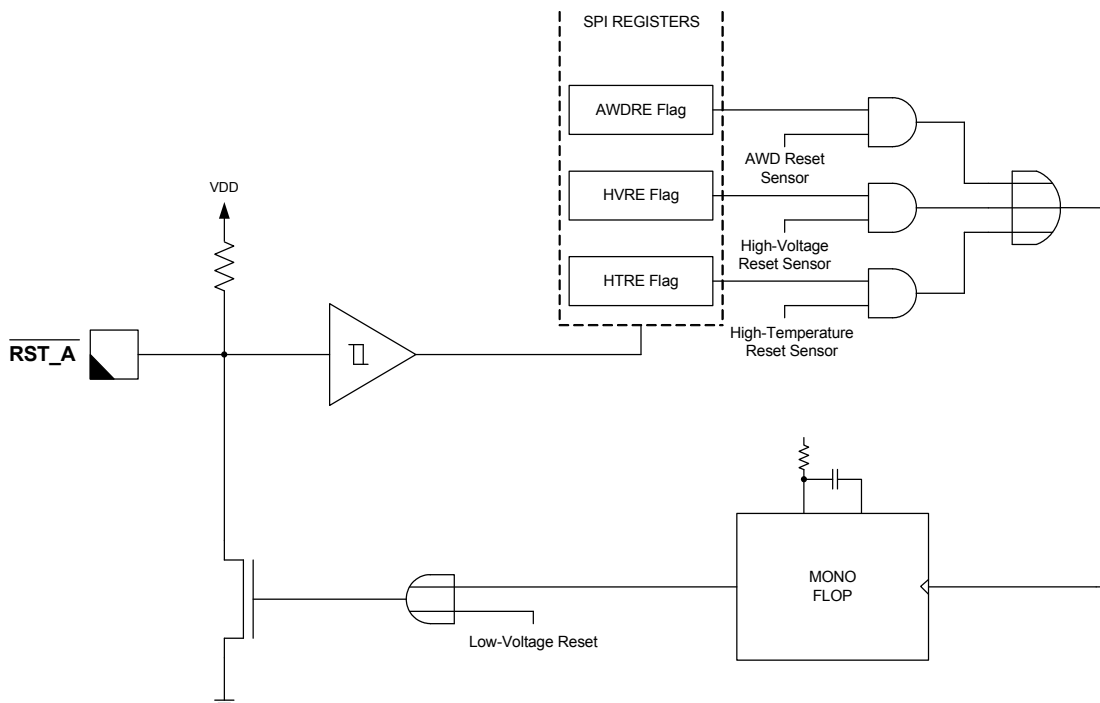 SPI REGISTERS
AWDRE Flag
AWD Reset
Sensor
VDD
HVRE Flag
High-Voltage
Reset Sensor
HTRE Flag
High-Temperature
Reset Sensor
RST_A
MONO
FLOP
Low-Voltage Reset